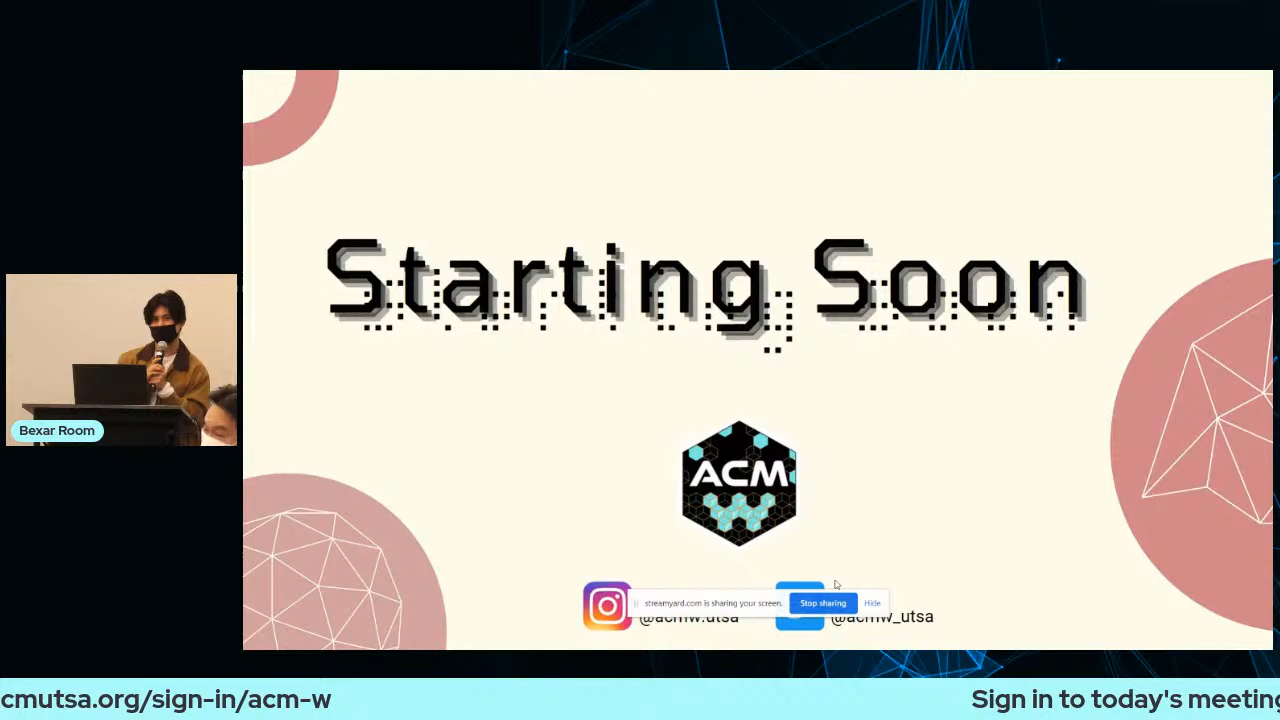 Starting Soon
ACM
W
Bexar Room
streamyard.com is sharing your screen.
Stop sharing
Hide
@acmw.utsa
@acmw_utsa
cmutsa.org/sign-in/acm-w
Sign in to today's meeting